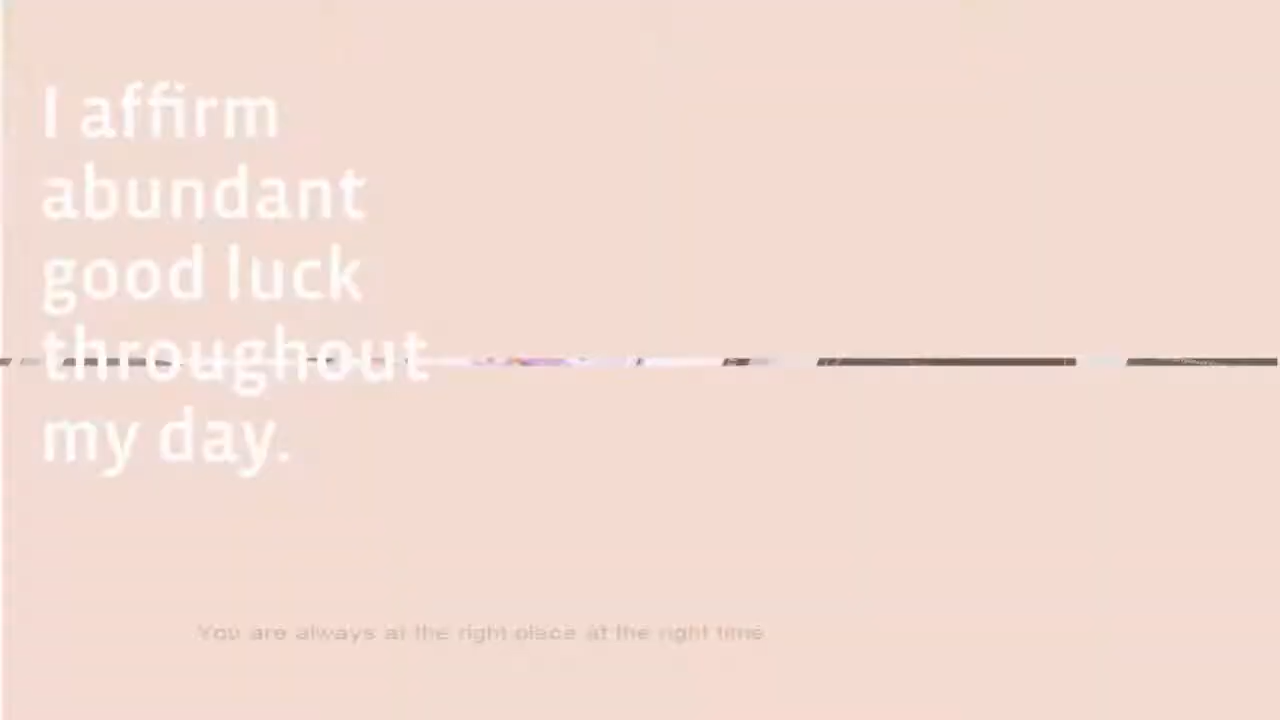 I affirm
abundant
good luck
throughout
my day.
You are always at the right place at the right time